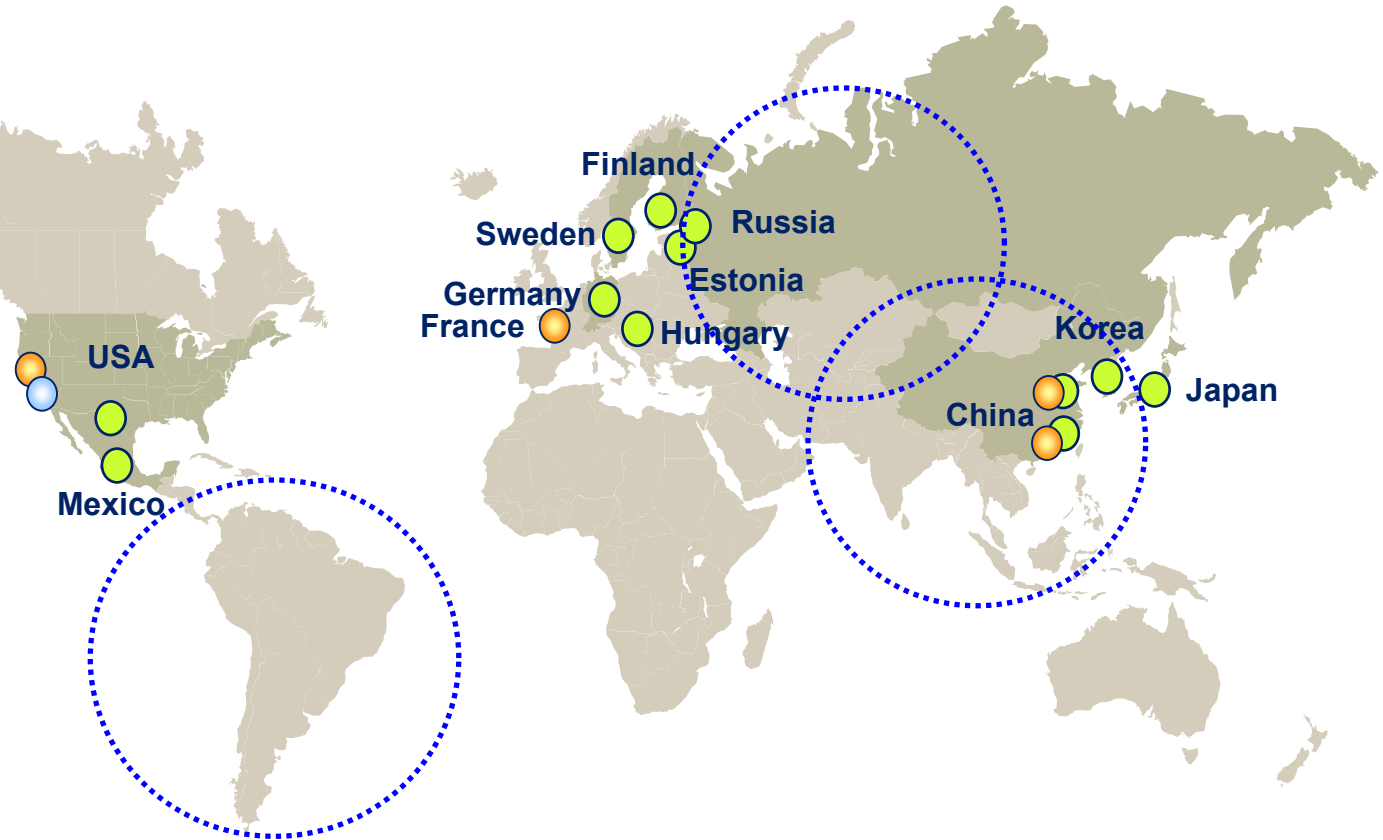 Finland
Sweden
Russia
Estonia
Germany
France
Hungary
Korea
USA
Japan
China
Mexico